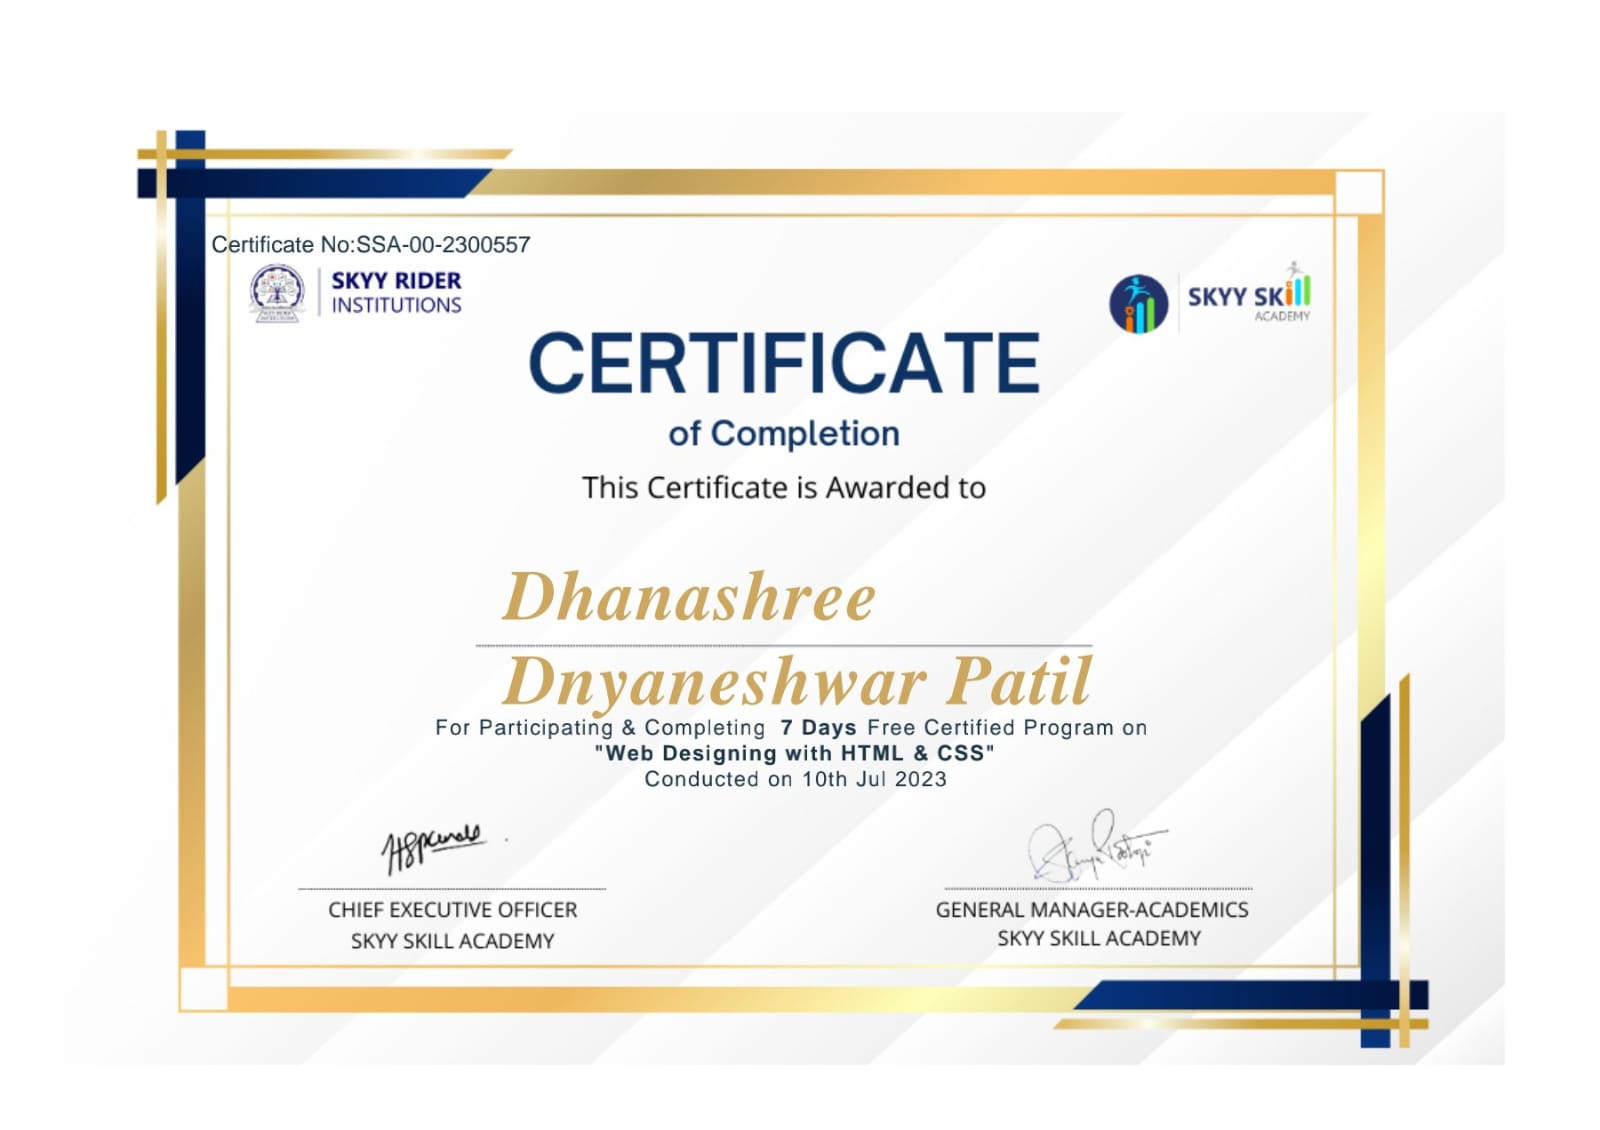 Certificate No:SSA-00-2300557
SKYY RIDER
INSTITUTIONS
SKYY SKill
ACADEMY
CERTIFICATE
of Completion
This Certificate is Awarded to
Dhanashree
Dnyaneshwar Patil
For Participating & Completing 7 Days Free Certified Program on
"Web Designing with HTML & CSS"
Conducted on 10th Jul 2023
CHIEF EXECUTIVE OFFICER
SKYY SKILL ACADEMY
GENERAL MANAGER-ACADEMICS
SKYY SKILL ACADEMY